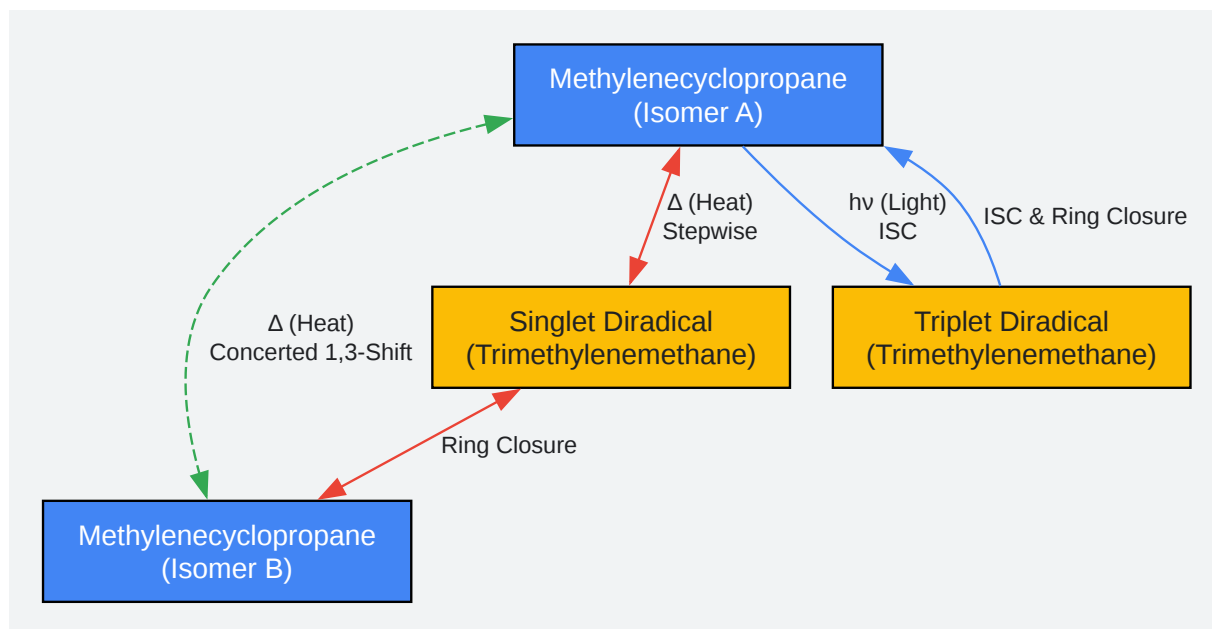 Methylenecyclopropane
(Isomer A)
Δ (Heat)
Stepwise
hν (Light)
ISC
ISC & Ring Closure
Δ (Heat)
Concerted 1,3-Shift
Singlet Diradical
(Trimethylenemethane)
Triplet Diradical
(Trimethylenemethane)
Ring Closure
Methylenecyclopropane
(Isomer B)